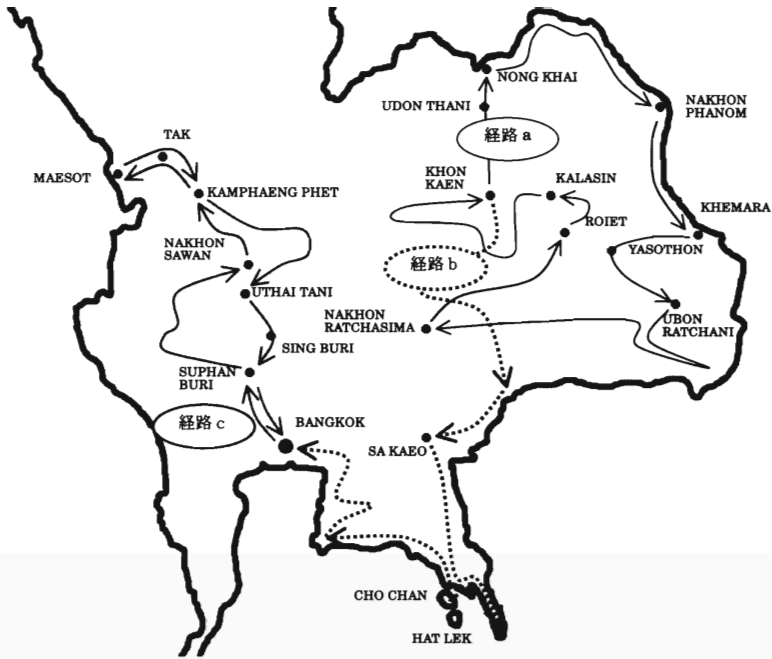 NONG KHAI
UDON THANI
NAKHON
PHANOM
経路 a
TAK
MAESOT
KAMPHAENG PHET
KHON
KAEN
KALASIN
ROIET
KHEMARA
NAKHON
SAWAN
YASOTHON
経路 b
UTHAI TANI
NAKHON
RATCHASIMA
UBON
RATCHANI
SING BURI
SUPHAN
BURI
経路 c
BANGKOK
SA KAEO
CHO CHAN
HAT LEK